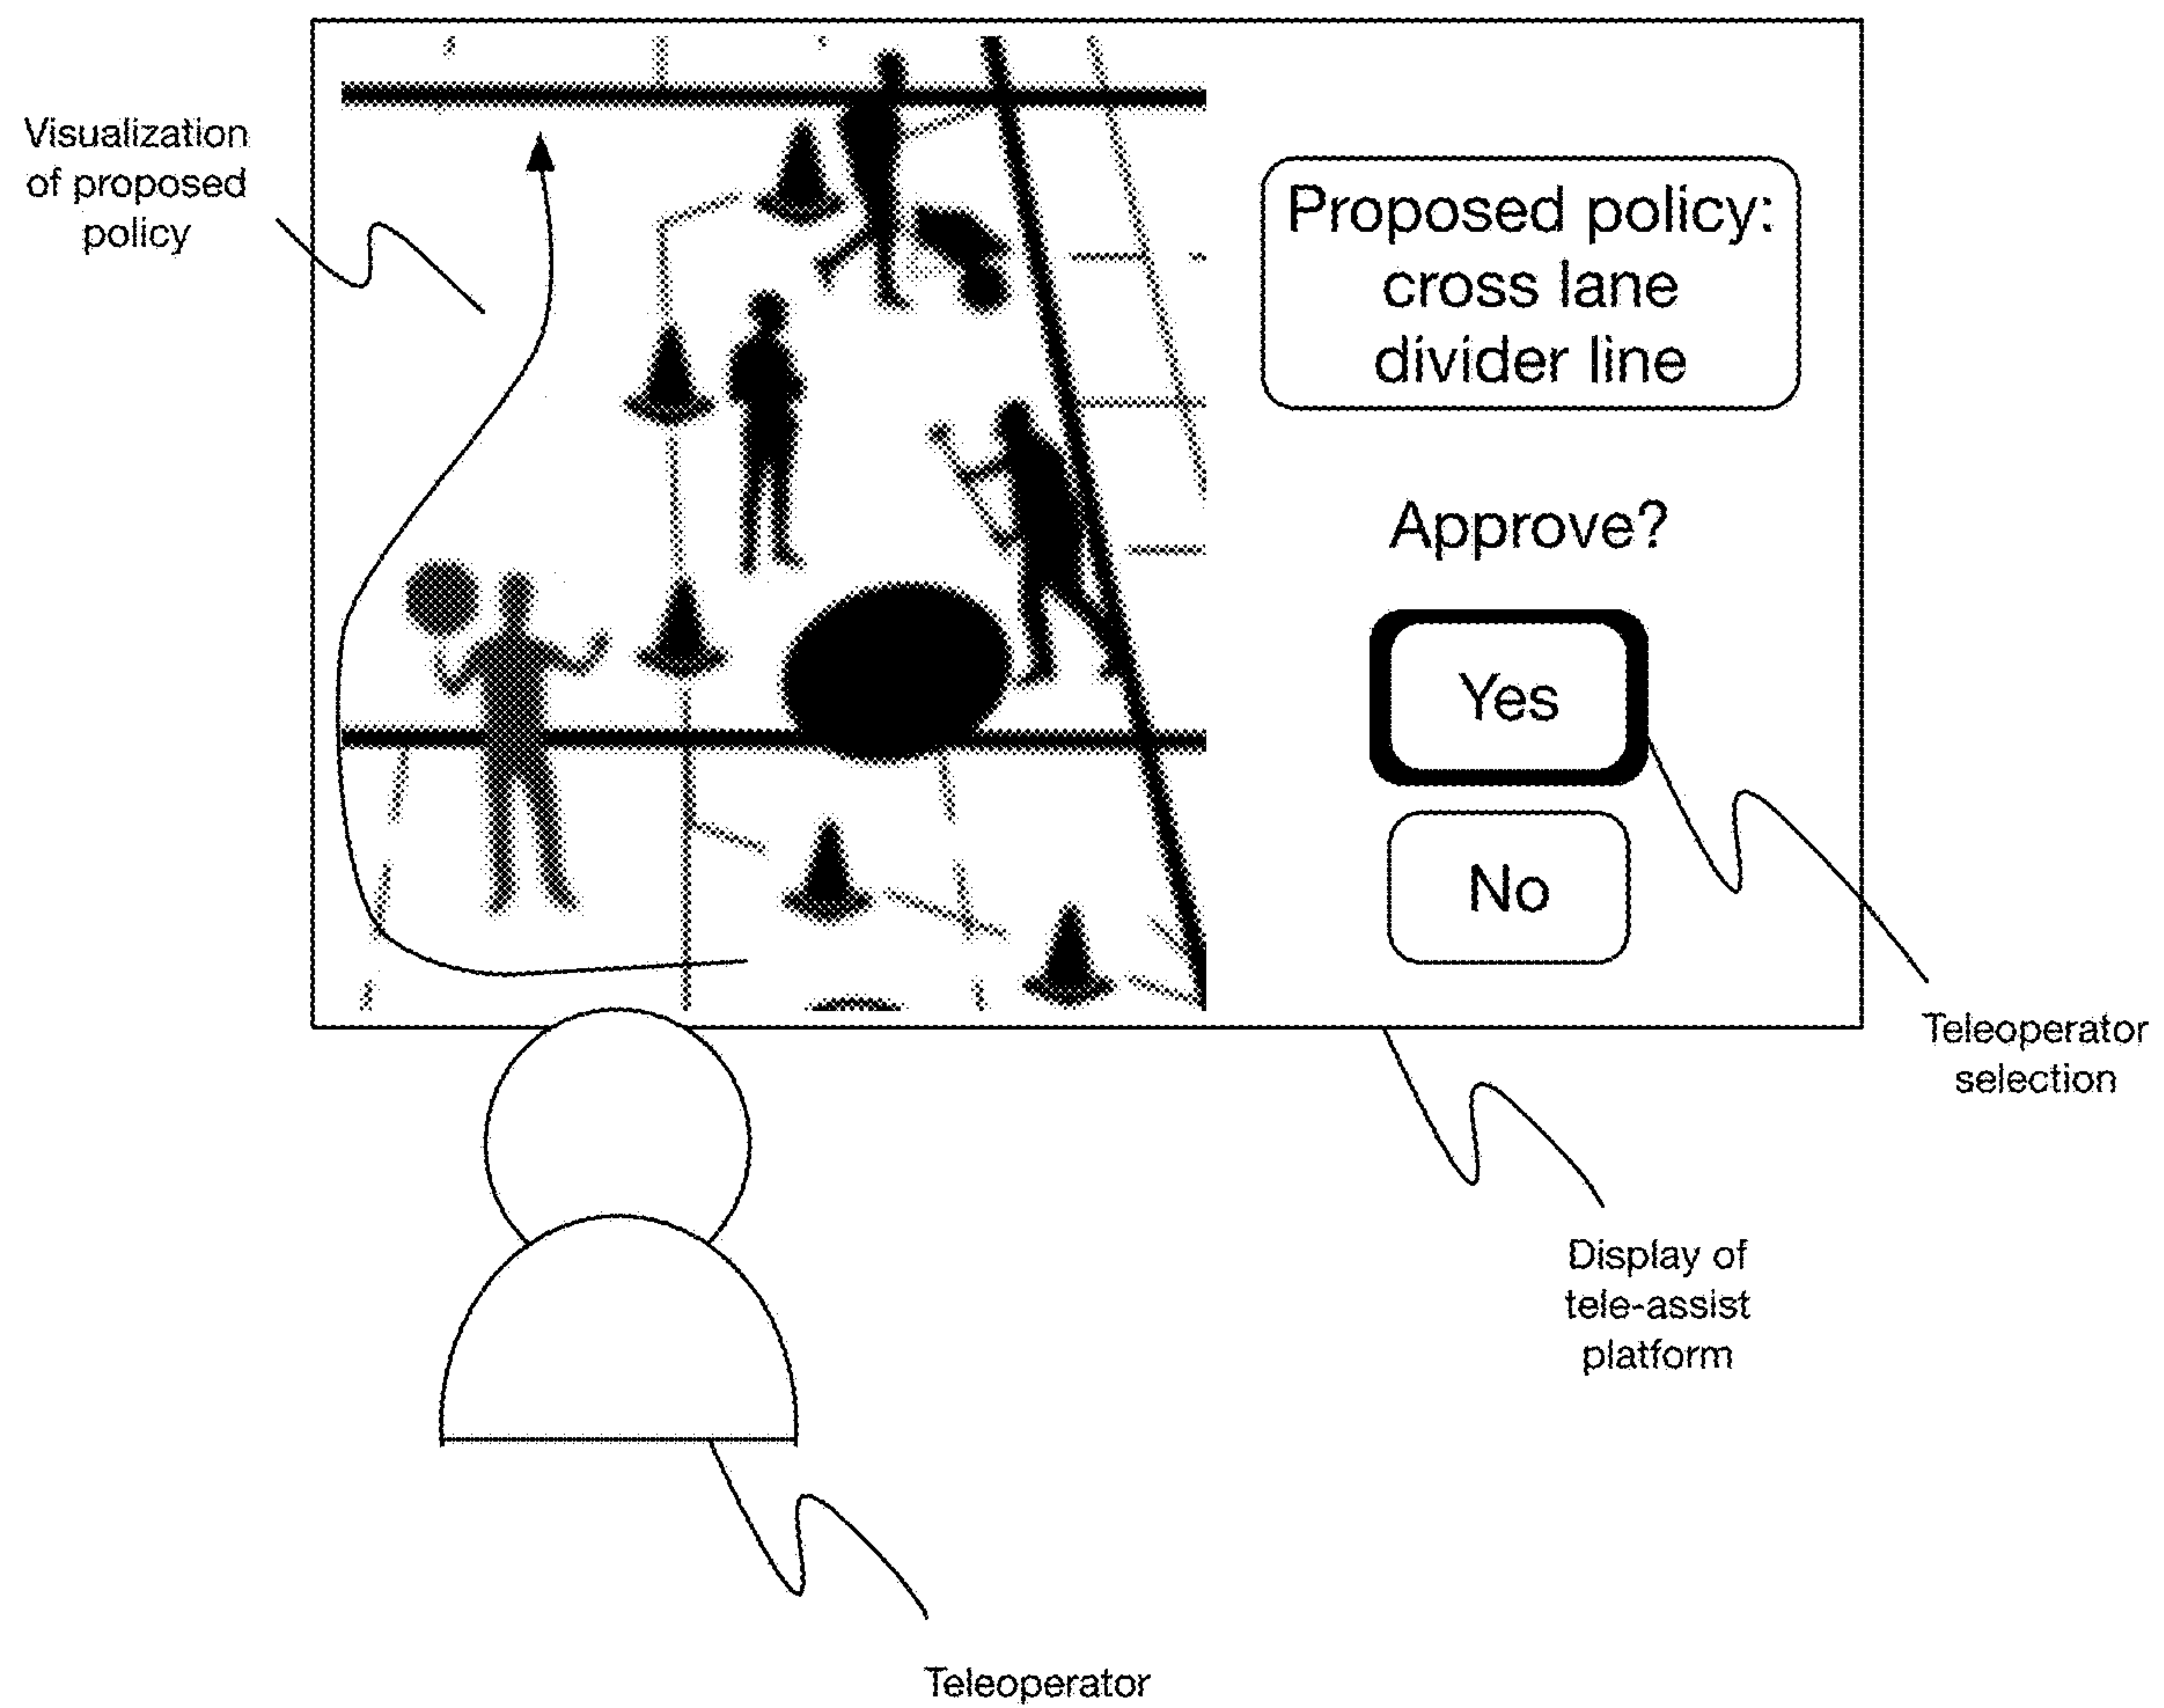 Visualization
of proposed
policy
Proposed policy:
cross lane
divider line
Approve?
Yes
No
Teleoperator
selection
Display of
tele-assist
platform
Teleoperator